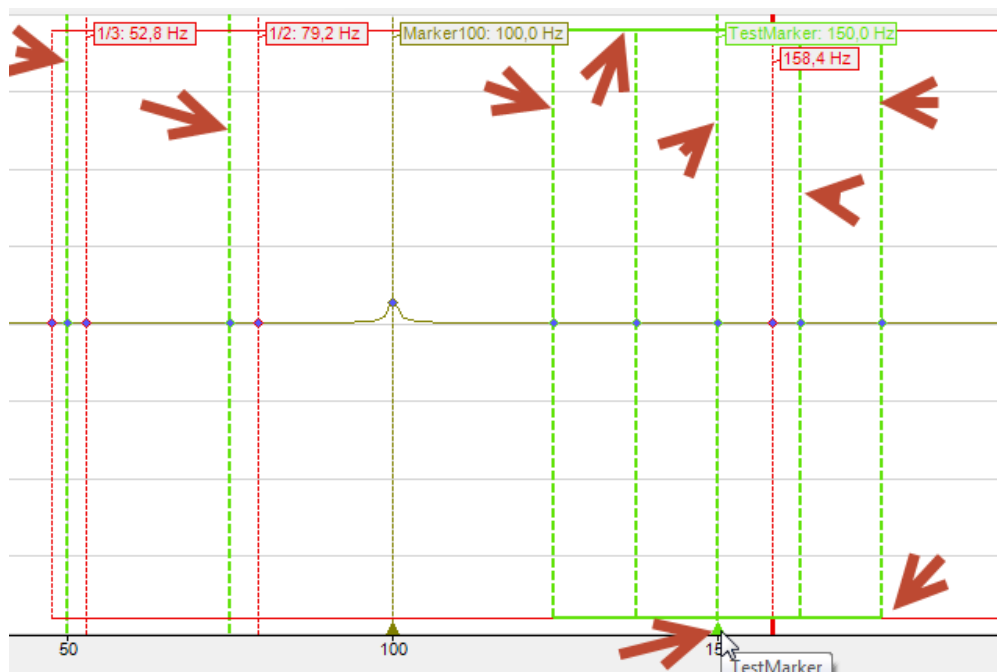 1/3: 52,8 Hz
1/2: 79,2 Hz
Marker100: 100,0 Hz
TestMarker: 150,0 Hz
158,4 Hz
50
100
TestMarker